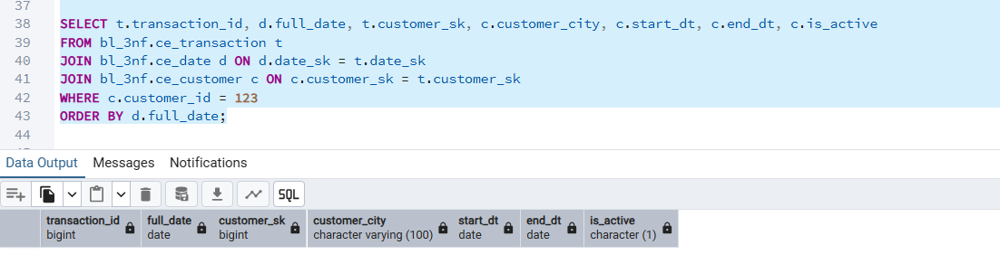 37
38 SELECT t.transaction_id, d.full_date, t.customer_sk, c.customer_city, c.start_dt, c.end_dt, c.is_active
39 FROM bl_3nf.ce_transaction t
40 JOIN bl_3nf.ce_date d ON d.date_sk = t.date_sk
41 JOIN bl_3nf.ce_customer c ON c.customer_sk = t.customer_sk
42 WHERE c.customer_id = 123
43 ORDER BY d.full_date;
44
Data Output Messages Notifications
SQL
transaction_id full_date customer_sk customer_city start_dt end_dt is_active
bigint date bigint character varying (100) date date character (1)